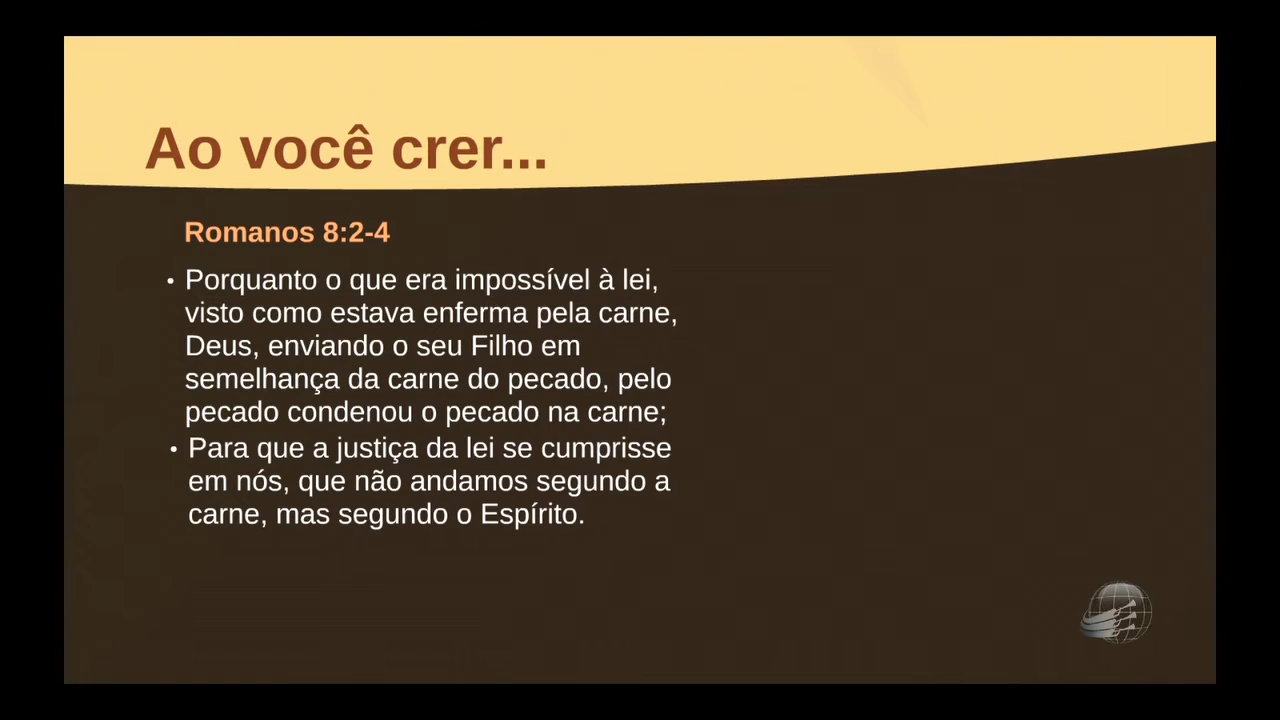 Ao você crer...
Romanos 8:2-4
• Porquanto o que era impossível à lei,
visto como estava enferma pela carne,
Deus, enviando o seu Filho em
semelhança da carne do pecado, pelo
pecado condenou o pecado na carne;
• Para que a justiça da lei se cumprisse
em nós, que não andamos segundo a
carne, mas segundo o Espírito.